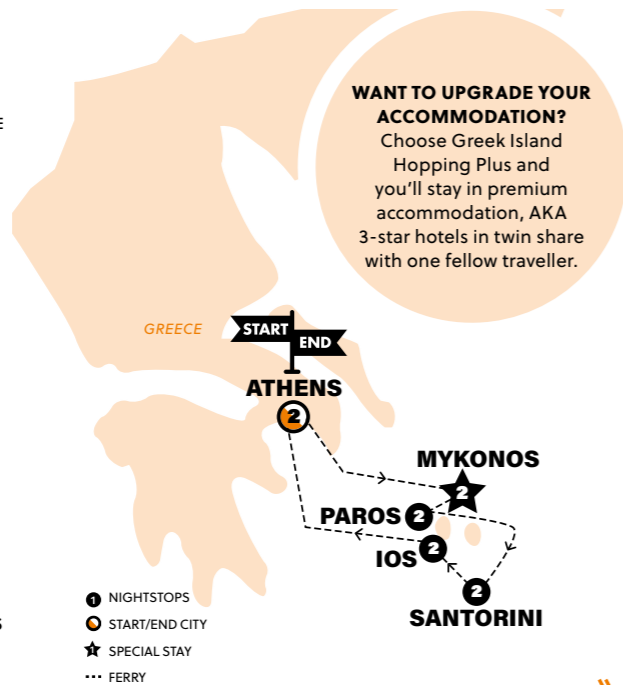 E
WANT TO UPGRADE YOUR
ACCOMMODATION?
Choose Greek Island
Hopping Plus and
you'll stay in premium
accommodation, AKA
3-star hotels in twin share
with one fellow traveller.
GREECE
START
END
ATHENS
2
MYKONOS
2
PAROS 2
IOS 2
2
SANTORINI
1 NIGHTSTOPS
START/END CITY
1 SPECIAL STAY
FERRY
S
»